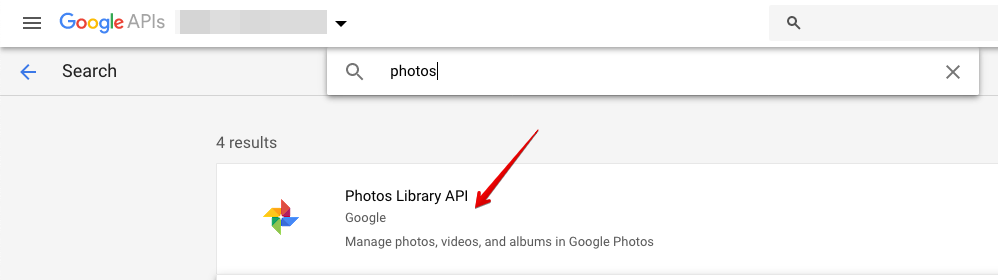 Google APIs
Search
photos
4 results
Photos Library API
Google
Manage photos, videos, and albums in Google Photos